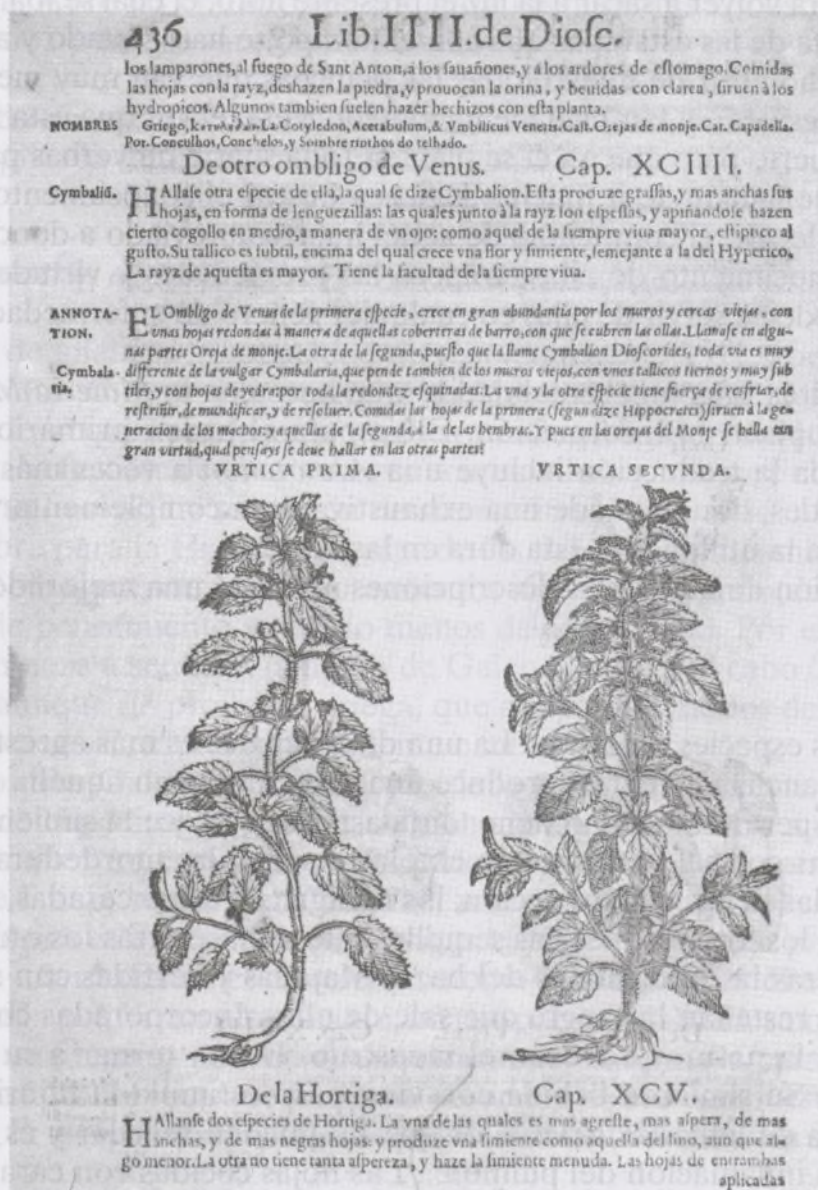 436 Lib IIII. de Diosc.
los lamparones, al fuego de Sant Anton, à los sauañones, y à los ardores de estomago. Comidas
las hojas con la rayz, deshazen la piedra, y prouocan la orina, y beuidas con clarea, siruen à los
hydropicos. Algunos tambien suelen hazer hechizos con esta planta.
NOMBRES Griego, La. Cotyledon, Acetabulum, & Vmbilicus Veneris. Cast. Orejas de monje. Cat. Capadella.
Por. Conculhos, Conchelos, y Sombreirinhos do telhado.
De otro ombligo de Venus. Cap. XCIIII.
Cymbaliõ. HAllase otra especie de ella, la qual se dize Cymbalion. Esta produze grassas, y mas anchas sus
hojas, en forma de lenguezillas: las quales junto à la rayz son espessas, y apiñandose hazen
cierto cogollo en medio, a manera de vn ojo: como aquel de la siempre viua mayor, estiptico al
gusto. Su tallico es subtil, encima del qual crece vna flor y simiente, semejante a la del Hyperico.
La rayz de aquesta es mayor. Tiene la facultad de la siempre viua.
ANNOTA- EL Ombligo de Venus de la primera especie, crece en gran abundantia por los muros y cercas viejas, con
TION. vnas hojas redondas à manera de aquellas coberteras de barro, con que se cubren las ollas. Llamase en algu-
nas partes Oreja de monje. La otra de la segunda, puesto que la llame Cymbalion Dioscorides, toda via es muy
Cymbala- differente de la vulgar Cymbalaria, que pende tambien de los muros viejos, con vnos tallicos tiernos y muy sub
ria. tiles, y con hojas de yedra: por toda la redondez esquinadas. La vna y la otra especie tiene fuerça de resfriar, de
restriñir, de mundificar, y de resoluer. Comidas las hojas de la primera (segun dize Hippocrates) siruen à la ge-
neracion de los machos: y aquellas de la segunda, à la de las hembras. Y pues en las orejas del Monje se halla tan
gran virtud, qual pensays se deue hallar en las otras partes?
VRTICA PRIMA. VRTICA SECVNDA.
De la Hortiga. Cap. XCV.
HAllanse dos especies de Hortiga. La vna de las quales es mas agreste, mas aspera, de mas
anchas, y de mas negras hojas: y produze vna simiente como aquella del lino, aun que al-
go menor. La otra no tiene tanta aspereza, y haze la simiente menuda. Las hojas de entrambas
aplicadas